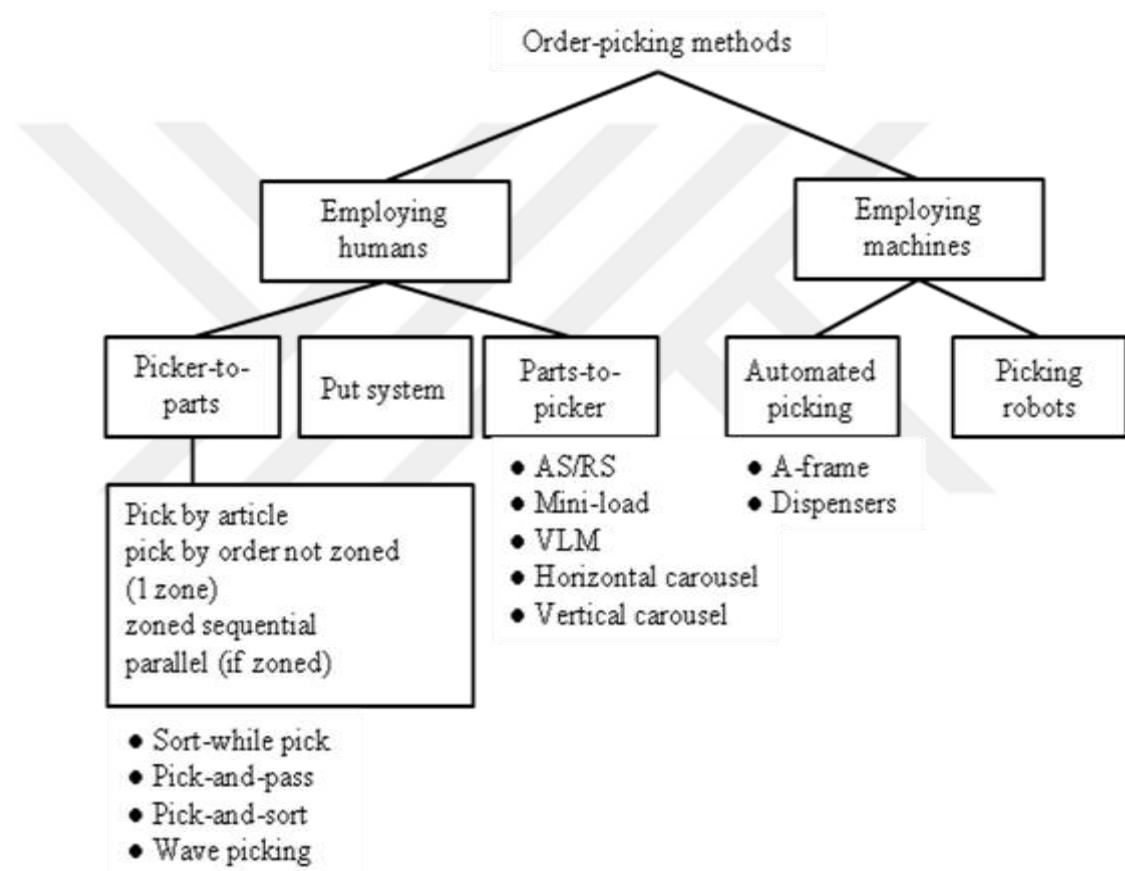 Order-picking methods
Employing
humans
Employing
machines
Picker-to-
parts
Put system
Parts-to-
picker
Automated
picking
Picking
robots
● AS/RS
● Mini-load
● VLM
● Horizontal carousel
● Vertical carousel
● A-frame
● Dispensers
Pick by article
pick by order not zoned
(1 zone)
zoned sequential
parallel (if zoned)
● Sort-while pick
● Pick-and-pass
● Pick-and-sort
● Wave picking